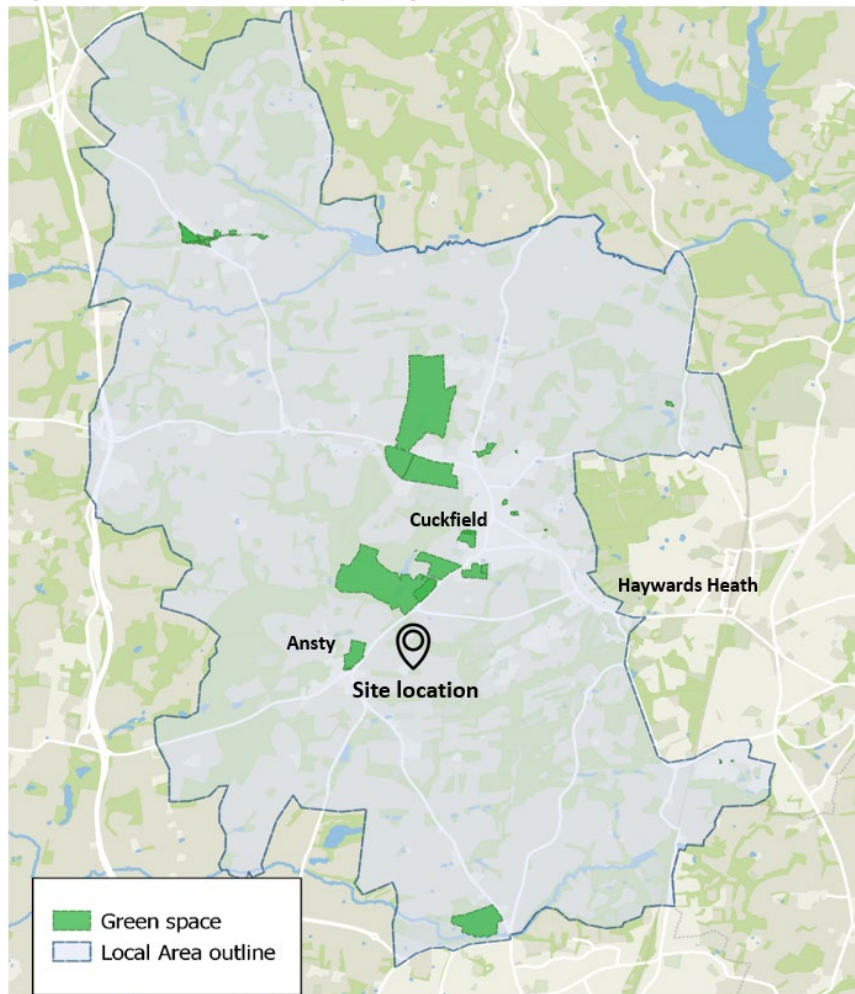 Cuckfield
Haywards Heath
Ansty
Site location
Green space
Local Area outline